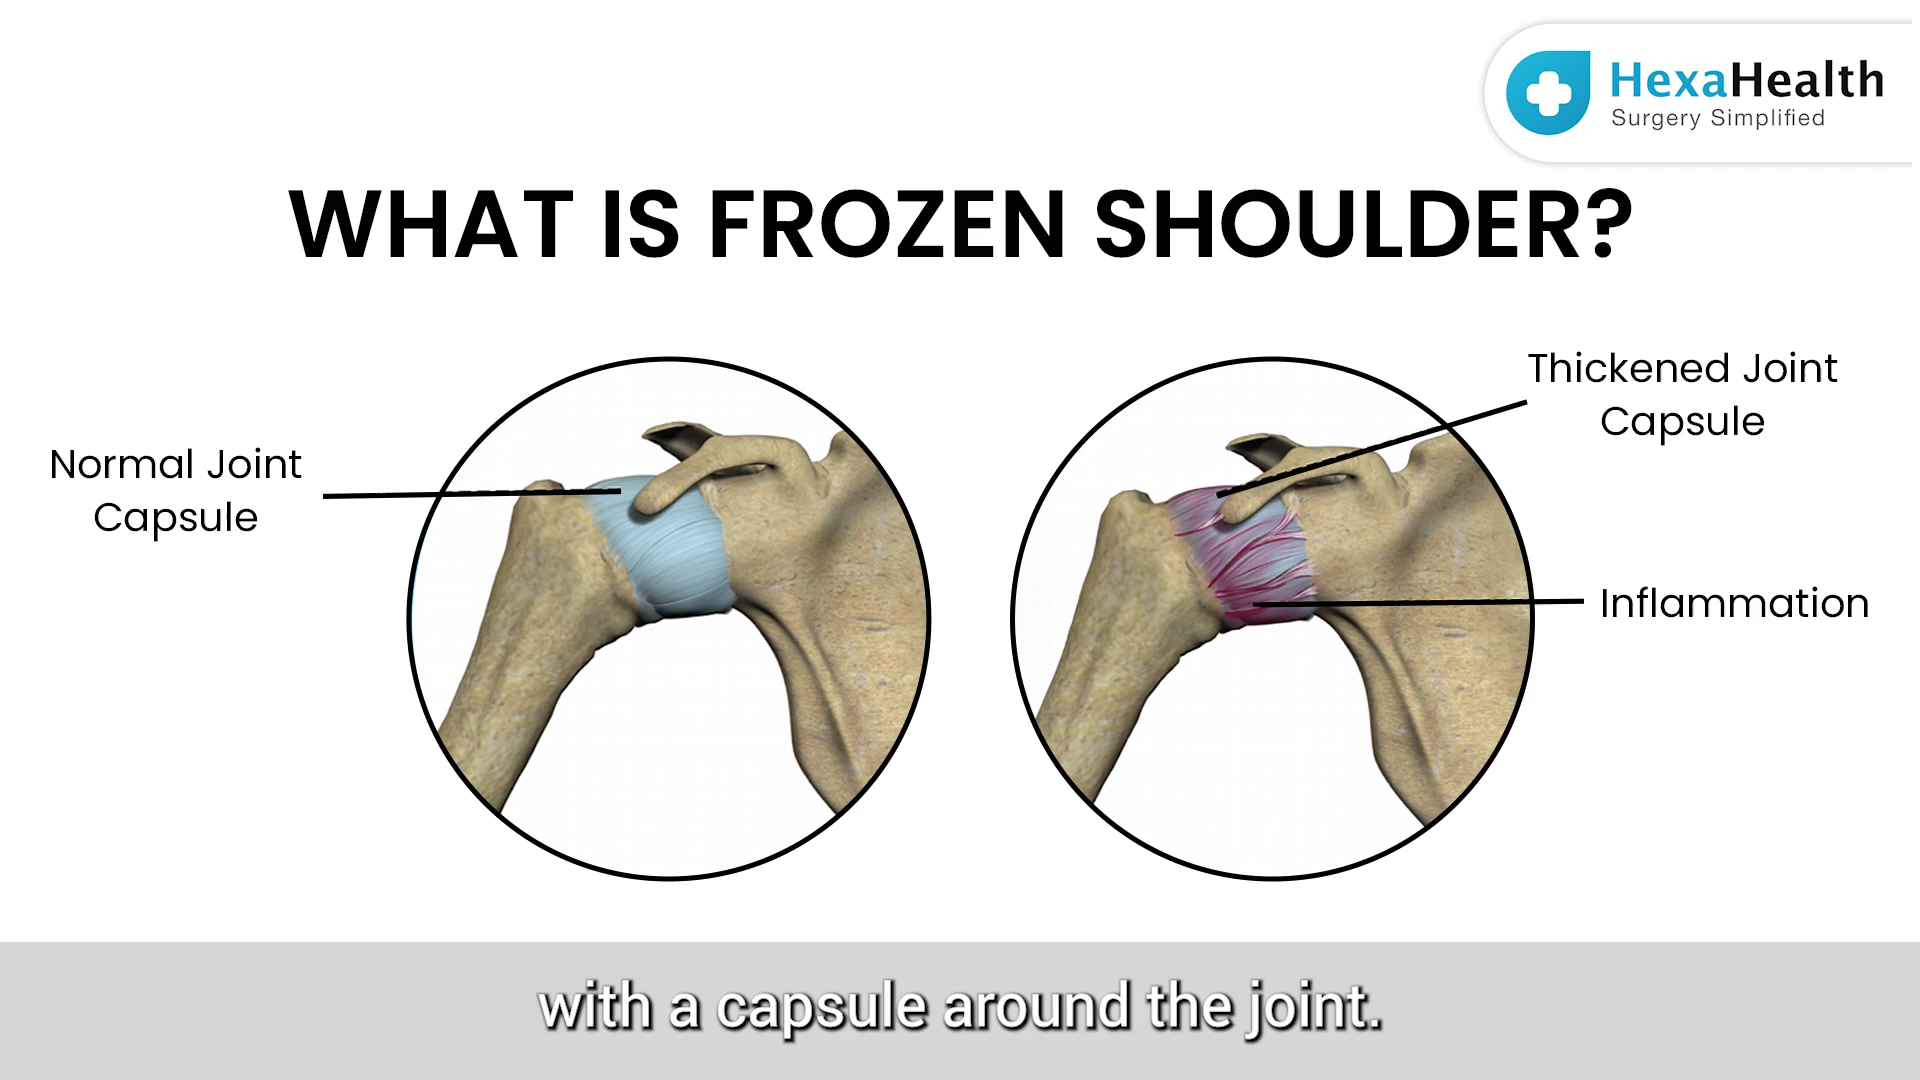 HexaHealth
Surgery Simplified
WHAT IS FROZEN SHOULDER?
Normal Joint
Capsule
Thickened Joint
Capsule
Inflammation
with a capsule around the joint.